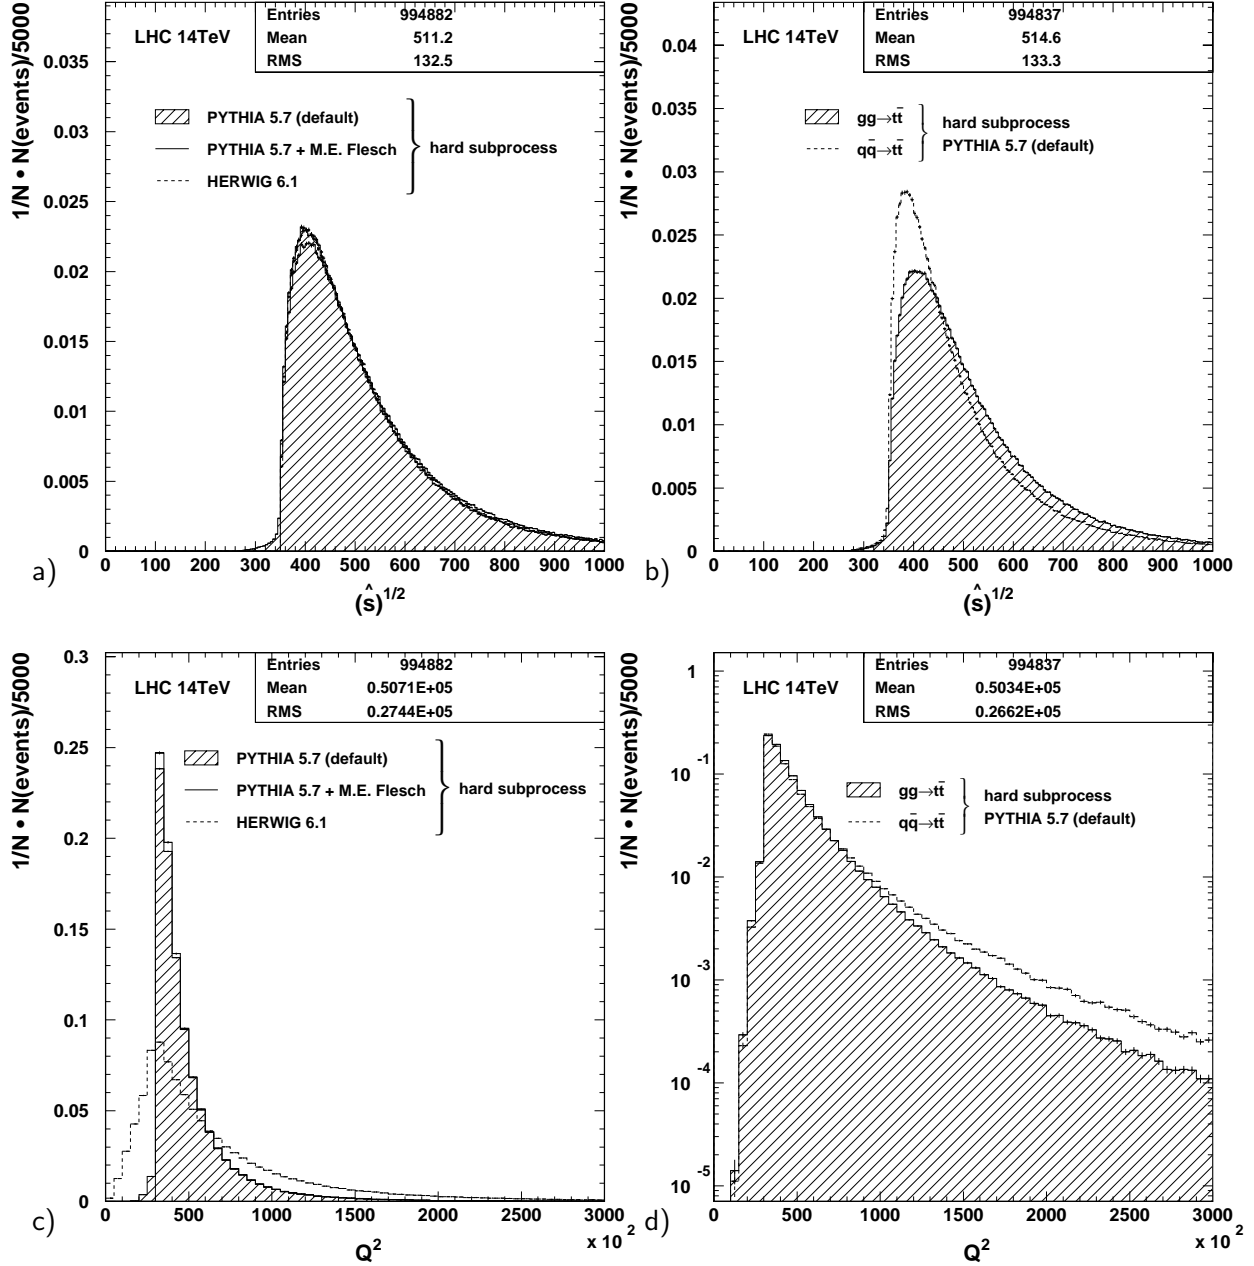 Entries 994882
LHC 14TeV
Mean 511.2
RMS 132.5
PYTHIA 5.7 (default)
PYTHIA 5.7 + M.E. Flesch
HERWIG 6.1
hard subprocess
1/N • N(events)/5000
0.035
0.03
0.025
0.02
0.015
0.01
0.005
0
0 100 200 300 400 500 600 700 800 900 1000
a)
(ŝ)^1/2
Entries 994837
LHC 14TeV
Mean 514.6
RMS 133.3
gg→tt̄
qq̄→tt̄
hard subprocess
PYTHIA 5.7 (default)
1/N • N(events)/5000
0.04
0.035
0.03
0.025
0.02
0.015
0.01
0.005
0
0 100 200 300 400 500 600 700 800 900 1000
b)
(ŝ)^1/2
Entries 994882
LHC 14TeV
Mean 0.5071E+05
RMS 0.2744E+05
PYTHIA 5.7 (default)
PYTHIA 5.7 + M.E. Flesch
HERWIG 6.1
hard subprocess
1/N • N(events)/5000
0.3
0.25
0.2
0.15
0.1
0.05
0
0 500 1000 1500 2000 2500 3000
x 10^2
c)
Q^2
Entries 994837
LHC 14TeV
Mean 0.5034E+05
RMS 0.2662E+05
gg→tt̄
qq̄→tt̄
hard subprocess
PYTHIA 5.7 (default)
1/N • N(events)/5000
1
10^-1
10^-2
10^-3
10^-4
10^-5
0 500 1000 1500 2000 2500 3000
x 10^2
d)
Q^2